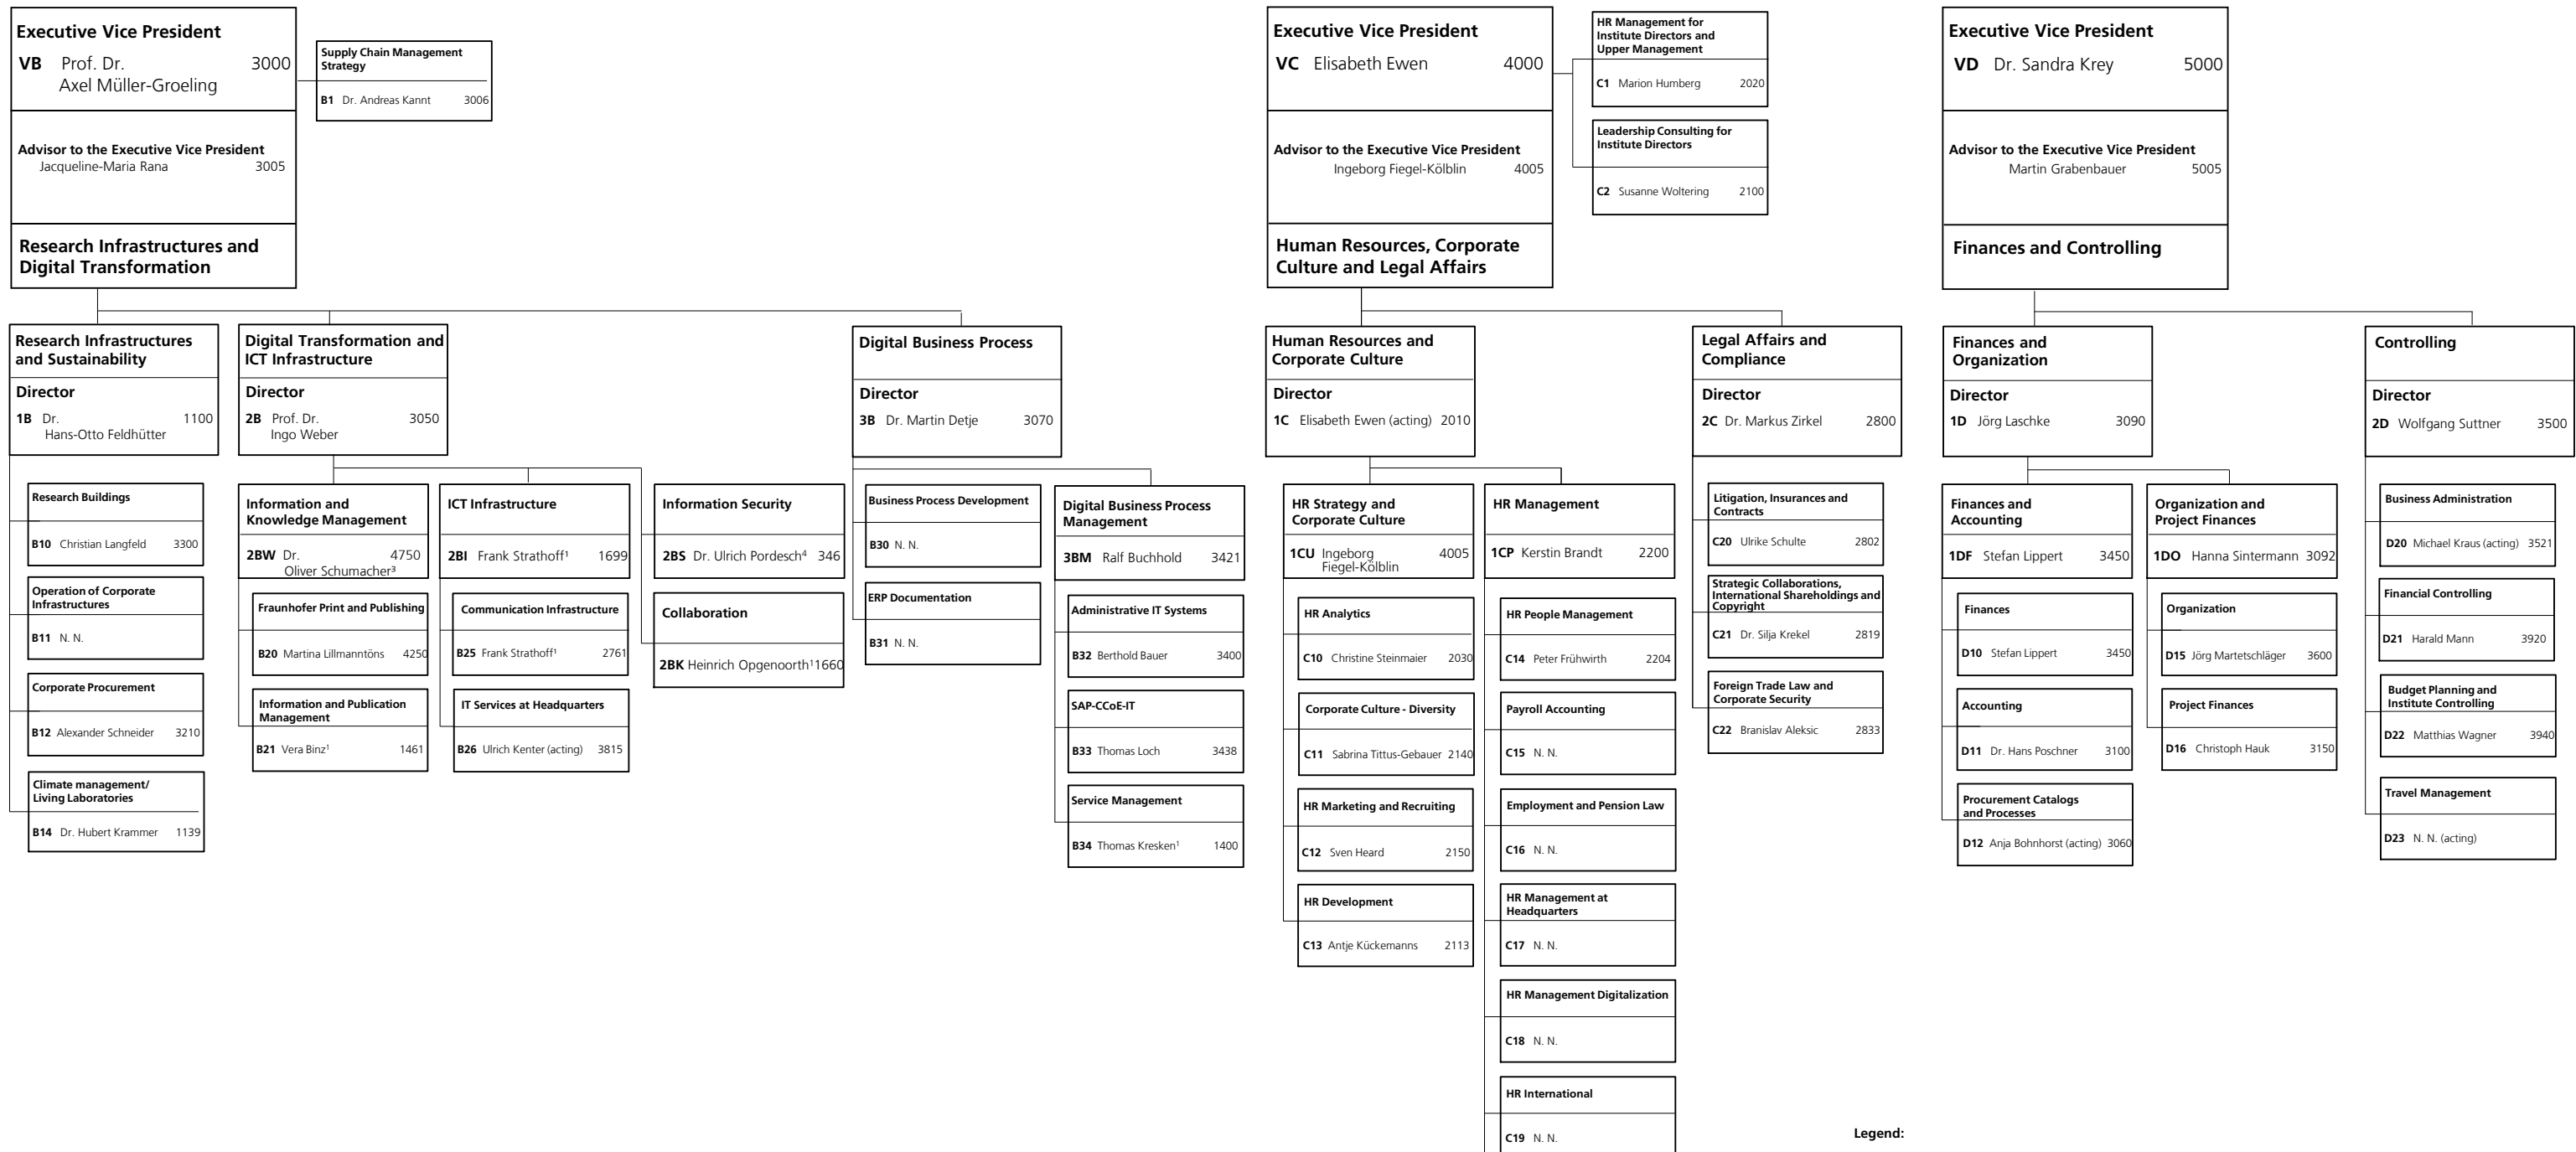 Executive Vice President
VB Prof. Dr. 3000
Axel Müller-Groeling
Advisor to the Executive Vice President
Jacqueline-Maria Rana 3005
Research Infrastructures and
Digital Transformation
Supply Chain Management
Strategy
B1 Dr. Andreas Kannt 3006
Research Infrastructures
and Sustainability
Director
1B Dr. 1100
Hans-Otto Feldhütter
Research Buildings
B10 Christian Langfeld 3300
Operation of Corporate
Infrastructures
B11 N. N.
Corporate Procurement
B12 Alexander Schneider 3210
Climate management/
Living Laboratories
B14 Dr. Hubert Krammer 1139
Digital Transformation and
ICT Infrastructure
Director
2B Prof. Dr. 3050
Ingo Weber
Information and
Knowledge Management
2BW Dr. 4750
Oliver Schumacher³
Fraunhofer Print and Publishing
B20 Martina Lillmanntöns 4250
Information and Publication
Management
B21 Vera Binz¹ 1461
ICT Infrastructure
2BI Frank Strathoff¹ 1699
Communication Infrastructure
B25 Frank Strathoff¹ 2761
IT Services at Headquarters
B26 Ulrich Kenter (acting) 3815
Information Security
2BS Dr. Ulrich Pordesch⁴ 346
Collaboration
2BK Heinrich Opgenoorth¹1660
Digital Business Process
Director
3B Dr. Martin Detje 3070
Business Process Development
B30 N. N.
ERP Documentation
B31 N. N.
Digital Business Process
Management
3BM Ralf Buchhold 3421
Administrative IT Systems
B32 Berthold Bauer 3400
SAP-CCoE-IT
B33 Thomas Loch 3438
Service Management
B34 Thomas Kresken¹ 1400
Executive Vice President
VC Elisabeth Ewen 4000
Advisor to the Executive Vice President
Ingeborg Fiegel-Kölblin 4005
Human Resources, Corporate
Culture and Legal Affairs
HR Management for
Institute Directors and
Upper Management
C1 Marion Humberg 2020
Leadership Consulting for
Institute Directors
C2 Susanne Woltering 2100
Human Resources and
Corporate Culture
Director
1C Elisabeth Ewen (acting) 2010
HR Strategy and
Corporate Culture
1CU Ingeborg 4005
Fiegel-Kölblin
HR Analytics
C10 Christine Steinmaier 2030
Corporate Culture - Diversity
C11 Sabrina Tittus-Gebauer 2140
HR Marketing and Recruiting
C12 Sven Heard 2150
HR Development
C13 Antje Kückemanns 2113
HR Management
1CP Kerstin Brandt 2200
HR People Management
C14 Peter Frühwirth 2204
Payroll Accounting
C15 N. N.
Employment and Pension Law
C16 N. N.
HR Management at
Headquarters
C17 N. N.
HR Management Digitalization
C18 N. N.
HR International
C19 N. N.
Legal Affairs and
Compliance
Director
2C Dr. Markus Zirkel 2800
Litigation, Insurances and
Contracts
C20 Ulrike Schulte 2802
Strategic Collaborations,
International Shareholdings and
Copyright
C21 Dr. Silja Krekel 2819
Foreign Trade Law and
Corporate Security
C22 Branislav Aleksic 2833
Executive Vice President
VD Dr. Sandra Krey 5000
Advisor to the Executive Vice President
Martin Grabenbauer 5005
Finances and Controlling
Finances and
Organization
Director
1D Jörg Laschke 3090
Finances and
Accounting
1DF Stefan Lippert 3450
Finances
D10 Stefan Lippert 3450
Accounting
D11 Dr. Hans Poschner 3100
Procurement Catalogs
and Processes
D12 Anja Bohnhorst (acting) 3060
Organization and
Project Finances
1DO Hanna Sintermann 3092
Organization
D15 Jörg Martetschläger 3600
Project Finances
D16 Christoph Hauk 3150
Controlling
Director
2D Wolfgang Suttner 3500
Business Administration
D20 Michael Kraus (acting) 3521
Financial Controlling
D21 Harald Mann 3920
Budget Planning and
Institute Controlling
D22 Matthias Wagner 3940
Travel Management
D23 N. N. (acting)
Legend: